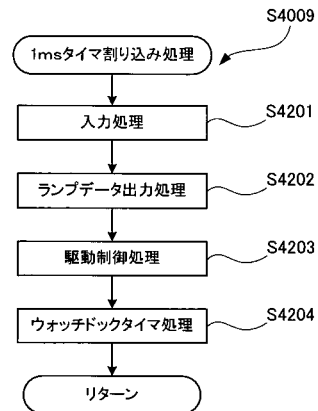 S4009
1msタイマ割り込み処理
S4201
入力処理
S4202
ランプデータ出力処理
S4203
駆動制御処理
S4204
ウォッチドックタイマ処理
リターン